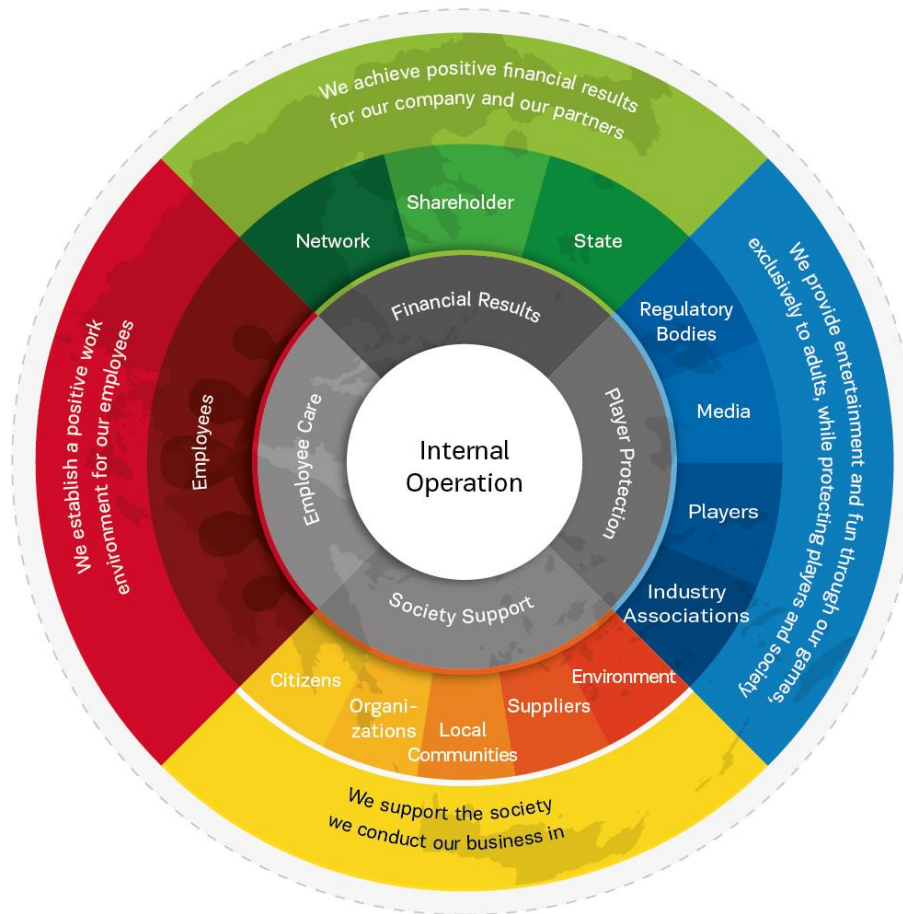 We achieve positive financial results
for our company and our partners
Network
Shareholder
State
Financial Results
We establish a positive work
environment for our employees
Employees
Employee Care
Internal
Operation
Player Protection
Regulatory
Bodies
Media
Players
Industry
Associations
We provide entertainment and fun through our games,
exclusively to adults, while protecting players and society
Society Support
Citizens
Organi-
zations
Local
Communities
Suppliers
Environment
We support the society
we conduct our business in